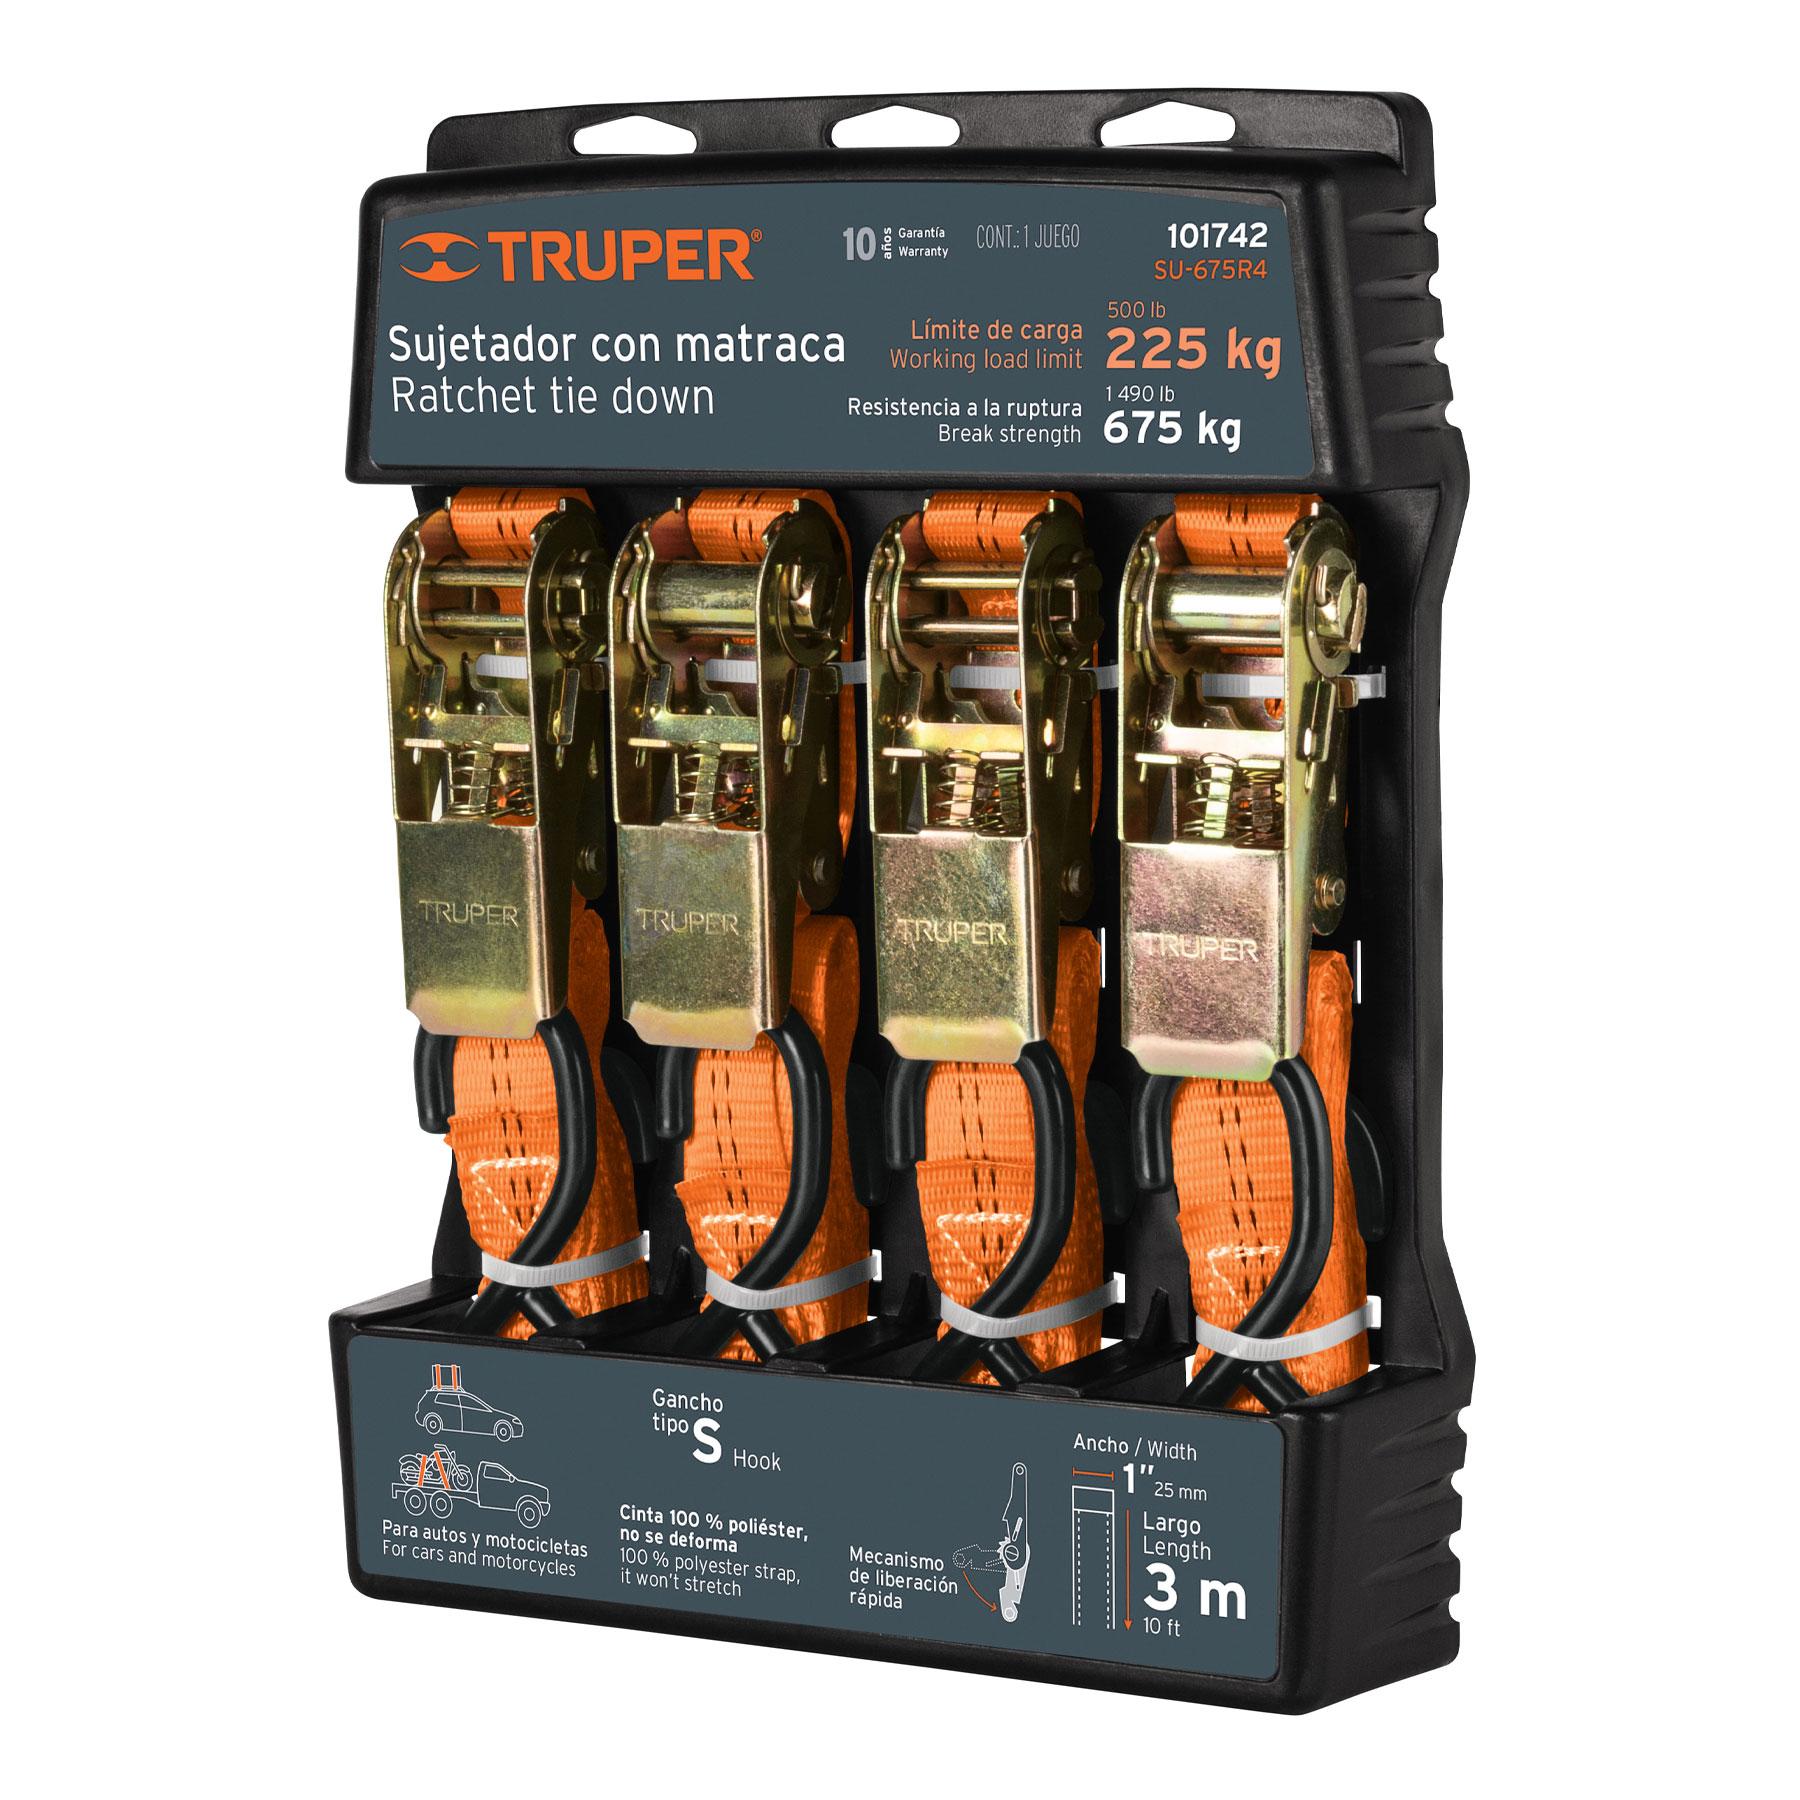 TRUPER®
10 años Garantía
Warranty
CONT.: 1 JUEGO
101742
SU-675R4
Sujetador con matraca
Ratchet tie down
500 lb
Límite de carga 225 kg
Working load limit
1 490 lb
Resistencia a la ruptura 675 kg
Break strength
TRUPER
TRUPER
TRUPER
TRUPER
Para autos y motocicletas
For cars and motorcycles
Gancho
tipo S Hook
Cinta 100 % poliéster,
no se deforma
100 % polyester strap,
it won't stretch
Mecanismo
de liberación
rápida
Ancho / Width
1" 25 mm
Largo
Length
3 m
10 ft